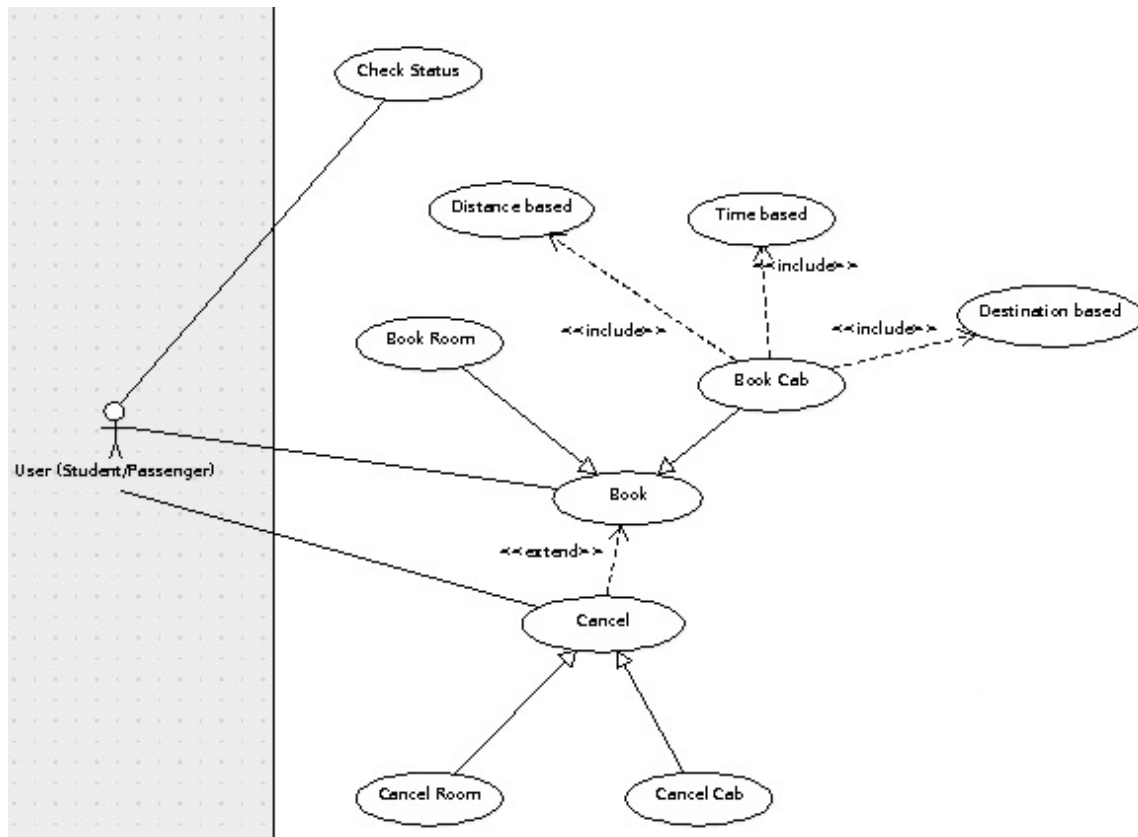 Check Status
Distance based
Time based
<<include>>
Destination based
<<include>>
<<include>>
Book Room
Book Cab
User (Student/Passenger)
Book
<<extend>>
Cancel
Cancel Room
Cancel Cab